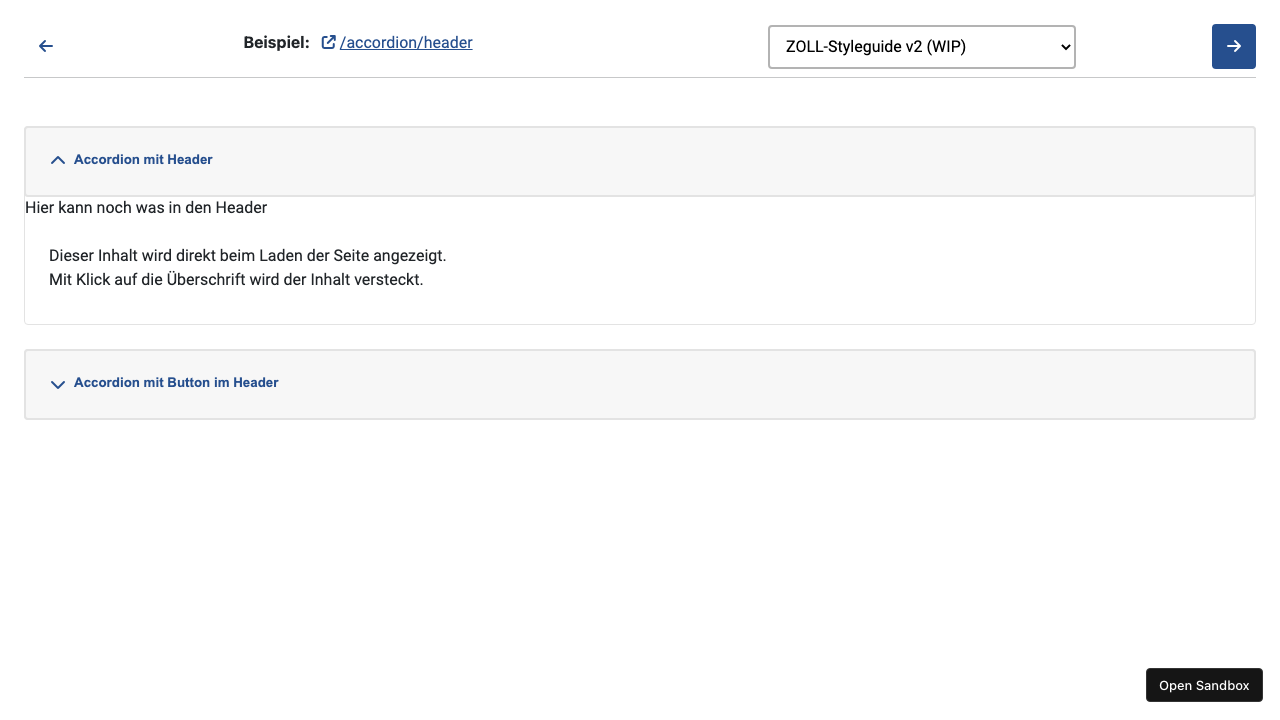 Beispiel: /accordion/header
ZOLL-Styleguide v2 (WIP)
Accordion mit Header
Hier kann noch was in den Header
Dieser Inhalt wird direkt beim Laden der Seite angezeigt.
Mit Klick auf die Überschrift wird der Inhalt versteckt.
Accordion mit Button im Header
Open Sandbox